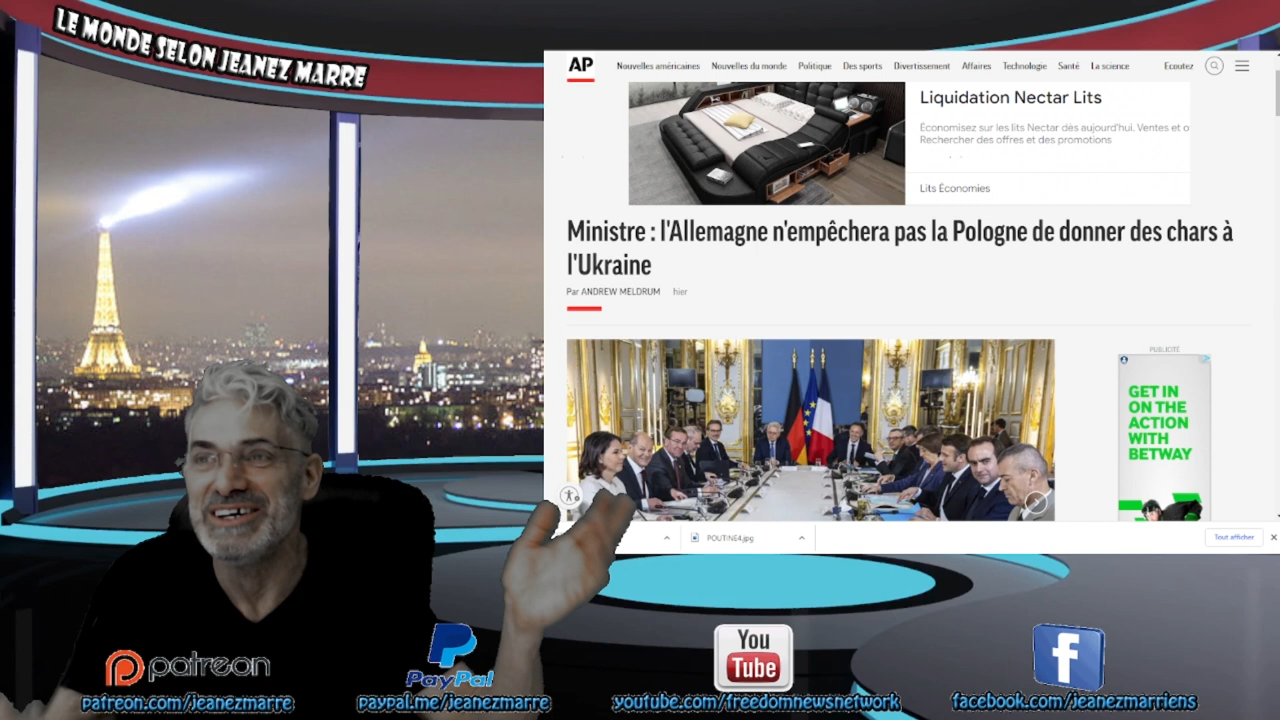 LE MONDE SELON JEANEZ MARRE
AP
Nouvelles américaines Nouvelles du monde Politique Des sports Divertissement Affaires Technologie Santé La science Ecoutez
Liquidation Nectar Lits
Économisez sur les lits Nectar dès aujourd'hui. Ventes et o
Rechercher des offres et des promotions
Lits Économies
Ministre : l'Allemagne n'empêchera pas la Pologne de donner des chars à
l'Ukraine
Par ANDREW MELDRUM hier
PUBLICITÉ
GET IN
ON THE
ACTION
WITH
BETWAY
POUTINE4.jpg
Tout afficher
patreon
patreon.com/jeanezmarre
PayPal
paypal.me/jeanezmarre
You
Tube
youtube.com/freedomnewsnetwork
f
facebook.com/jeanezmarriens